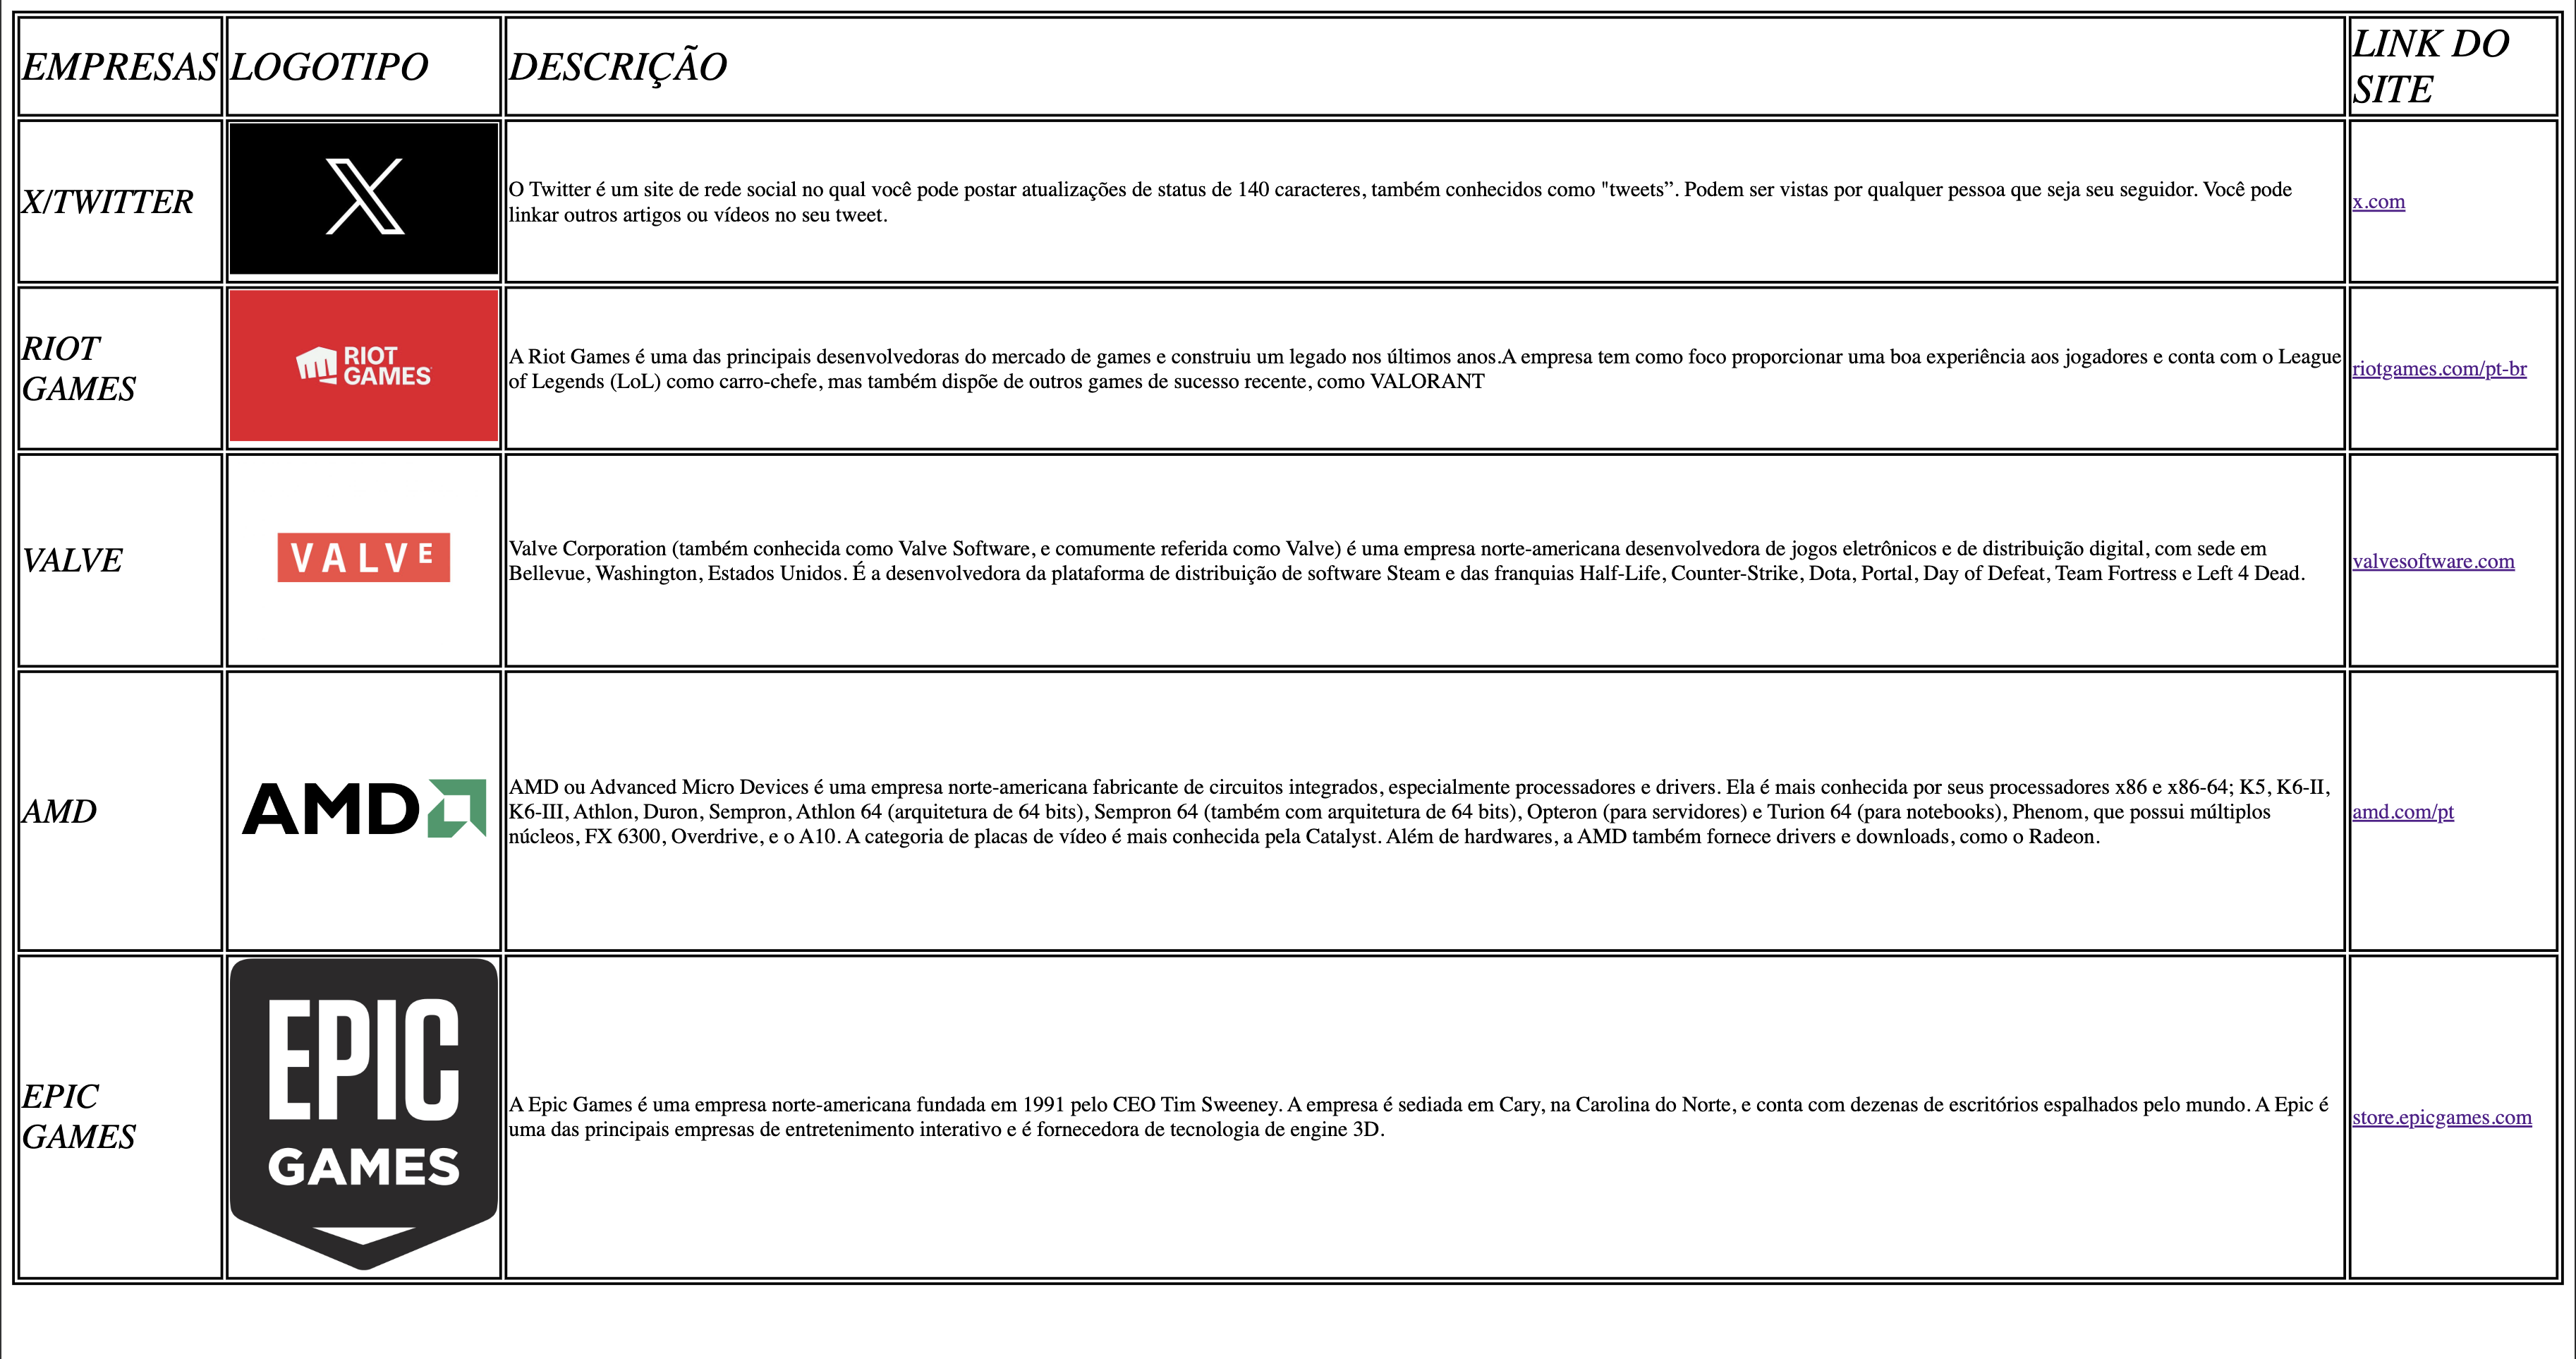 EMPRESAS
LOGOTIPO
DESCRIÇÃO
LINK DO
SITE
X/TWITTER
X
O Twitter é um site de rede social no qual você pode postar atualizações de status de 140 caracteres, também conhecidos como "tweets”. Podem ser vistas por qualquer pessoa que seja seu seguidor. Você pode
linkar outros artigos ou vídeos no seu tweet.
x.com
RIOT
GAMES
RIOT
GAMES
A Riot Games é uma das principais desenvolvedoras do mercado de games e construiu um legado nos últimos anos.A empresa tem como foco proporcionar uma boa experiência aos jogadores e conta com o League
of Legends (LoL) como carro-chefe, mas também dispõe de outros games de sucesso recente, como VALORANT
riotgames.com/pt-br
VALVE
VALVE
Valve Corporation (também conhecida como Valve Software, e comumente referida como Valve) é uma empresa norte-americana desenvolvedora de jogos eletrônicos e de distribuição digital, com sede em
Bellevue, Washington, Estados Unidos. É a desenvolvedora da plataforma de distribuição de software Steam e das franquias Half-Life, Counter-Strike, Dota, Portal, Day of Defeat, Team Fortress e Left 4 Dead.
valvesoftware.com
AMD
AMD
AMD ou Advanced Micro Devices é uma empresa norte-americana fabricante de circuitos integrados, especialmente processadores e drivers. Ela é mais conhecida por seus processadores x86 e x86-64; K5, K6-II,
K6-III, Athlon, Duron, Sempron, Athlon 64 (arquitetura de 64 bits), Sempron 64 (também com arquitetura de 64 bits), Opteron (para servidores) e Turion 64 (para notebooks), Phenom, que possui múltiplos
núcleos, FX 6300, Overdrive, e o A10. A categoria de placas de vídeo é mais conhecida pela Catalyst. Além de hardwares, a AMD também fornece drivers e downloads, como o Radeon.
amd.com/pt
EPIC
GAMES
EPIC
GAMES
A Epic Games é uma empresa norte-americana fundada em 1991 pelo CEO Tim Sweeney. A empresa é sediada em Cary, na Carolina do Norte, e conta com dezenas de escritórios espalhados pelo mundo. A Epic é
uma das principais empresas de entretenimento interativo e é fornecedora de tecnologia de engine 3D.
store.epicgames.com